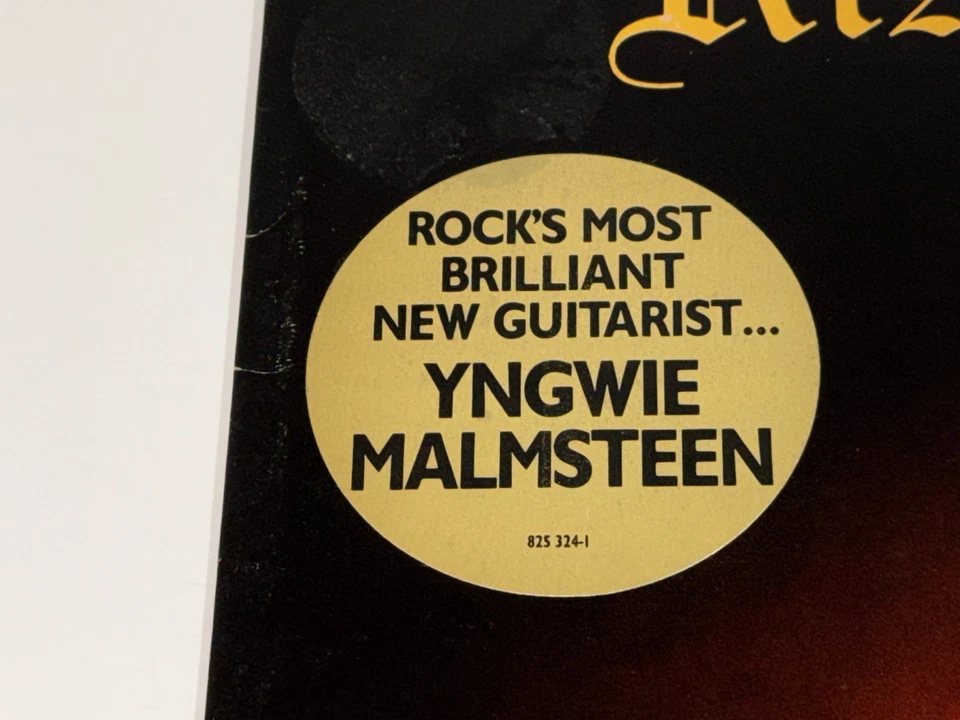 ROCK'S MOST
BRILLIANT
NEW GUITARIST...
YNGWIE
MALMSTEEN
825 324-1